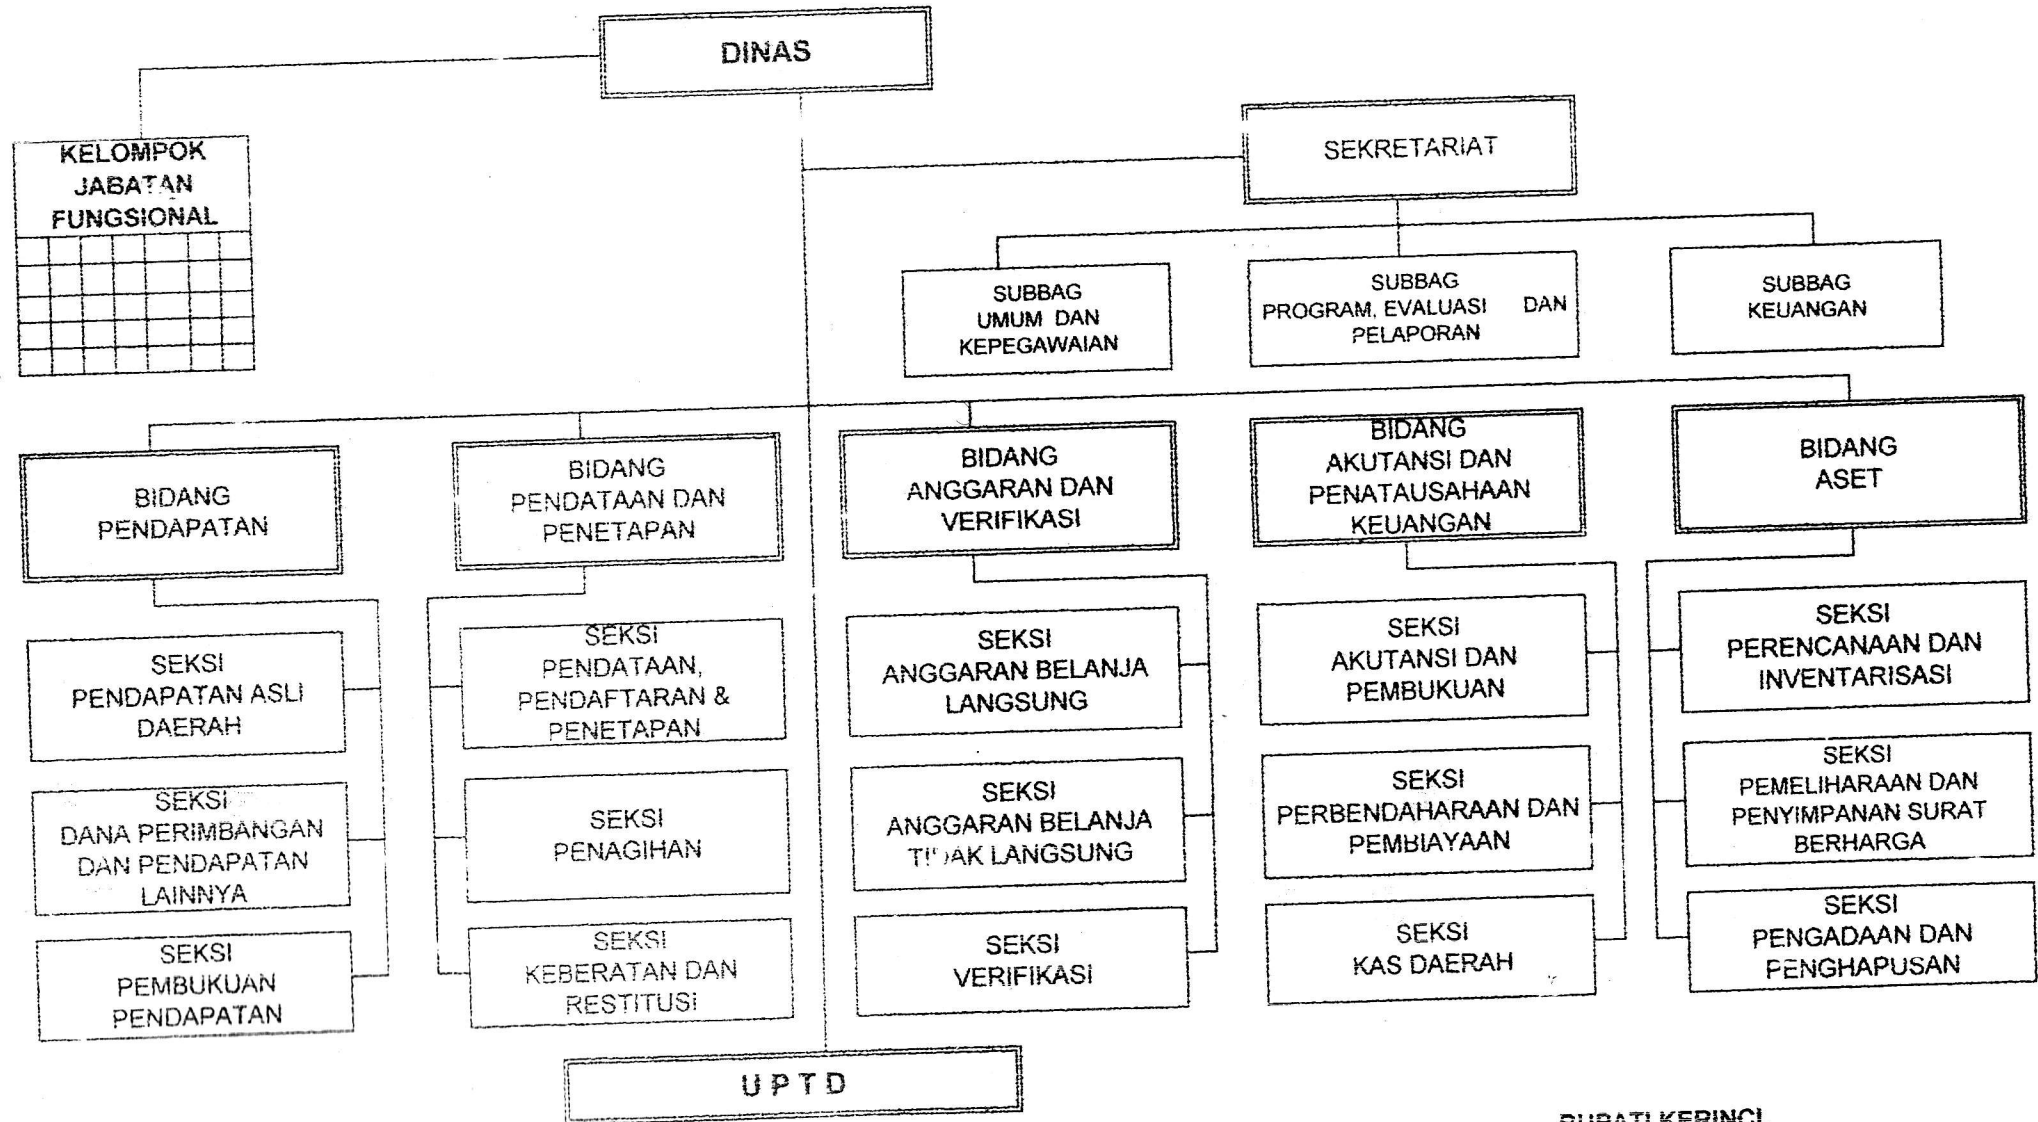 DINAS
KELOMPOK
JABATAN
FUNGSIONAL
SEKRETARIAT
SUBBAG
UMUM DAN
KEPEGAWAIAN
SUBBAG
PROGRAM, EVALUASI DAN
PELAPORAN
SUBBAG
KEUANGAN
BIDANG
PENDAPATAN
BIDANG
PENDATAAN DAN
PENETAPAN
BIDANG
ANGGARAN DAN
VERIFIKASI
BIDANG
AKUTANSI DAN
PENATAUSAHAAN
KEUANGAN
BIDANG
ASET
SEKSI
PENDAPATAN ASLI
DAERAH
SEKSI
DANA PERIMBANGAN
DAN PENDAPATAN
LAINNYA
SEKSI
PEMBUKUAN
PENDAPATAN
SEKSI
PENDATAAN,
PENDAFTARAN &
PENETAPAN
SEKSI
PENAGIHAN
SEKSI
KEBERATAN DAN
RESTITUSI
SEKSI
ANGGARAN BELANJA
LANGSUNG
SEKSI
ANGGARAN BELANJA
TIDAK LANGSUNG
SEKSI
VERIFIKASI
SEKSI
AKUTANSI DAN
PEMBUKUAN
SEKSI
PERBENDAHARAAN DAN
PEMBIAYAAN
SEKSI
KAS DAERAH
SEKSI
PERENCANAAN DAN
INVENTARISASI
SEKSI
PEMELIHARAAN DAN
PENYIMPANAN SURAT
BERHARGA
SEKSI
PENGADAAN DAN
PENGHAPUSAN
U P T D
BUPATI KERINCI